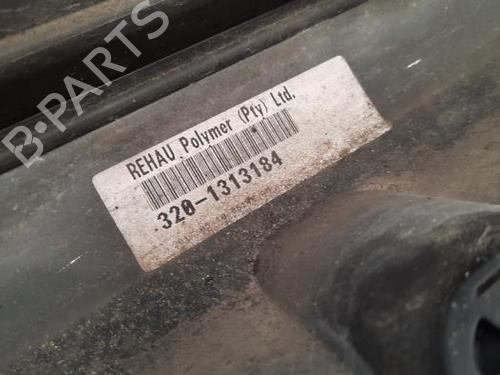 B-PARTS
REHAU Polymer (Pty) Ltd.
320-1313184